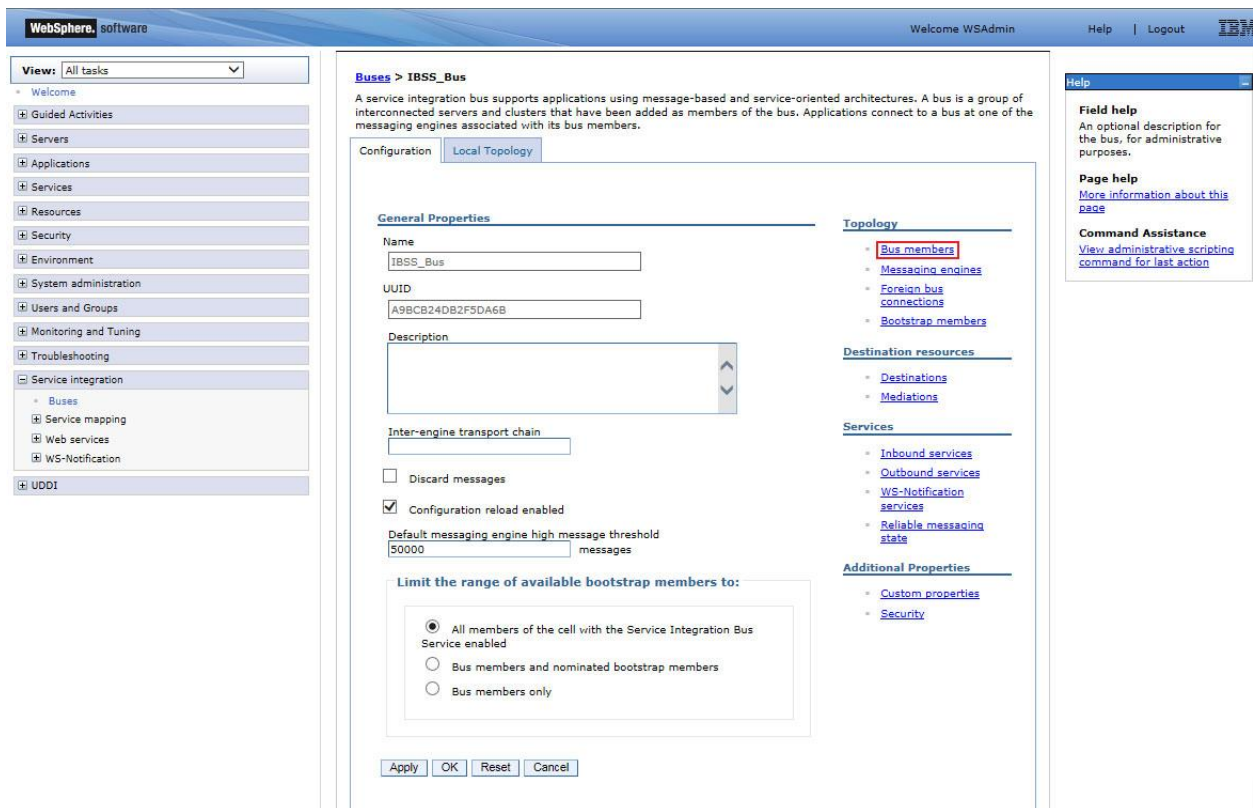 WebSphere. software
Welcome WSAdmin
Help | Logout
IBM
View: All tasks
Welcome
Guided Activities
Servers
Applications
Services
Resources
Security
Environment
System administration
Users and Groups
Monitoring and Tuning
Troubleshooting
Service integration
Buses
Service mapping
Web services
WS-Notification
UDDI
Buses > IBSS_Bus
A service integration bus supports applications using message-based and service-oriented architectures. A bus is a group of
interconnected servers and clusters that have been added as members of the bus. Applications connect to a bus at one of the
messaging engines associated with its bus members.
Configuration
Local Topology
General Properties
Name
IBSS_Bus
UUID
A9BCB24DB2F5DA6B
Description
Inter-engine transport chain
Discard messages
Configuration reload enabled
Default messaging engine high message threshold
50000 messages
Limit the range of available bootstrap members to:
All members of the cell with the Service Integration Bus
Service enabled
Bus members and nominated bootstrap members
Bus members only
Apply OK Reset Cancel
Topology
Bus members
Messaging engines
Foreign bus
connections
Bootstrap members
Destination resources
Destinations
Mediations
Services
Inbound services
Outbound services
WS-Notification
services
Reliable messaging
state
Additional Properties
Custom properties
Security
Help
Field help
An optional description for
the bus, for administrative
purposes.
Page help
More information about this
page
Command Assistance
View administrative scripting
command for last action